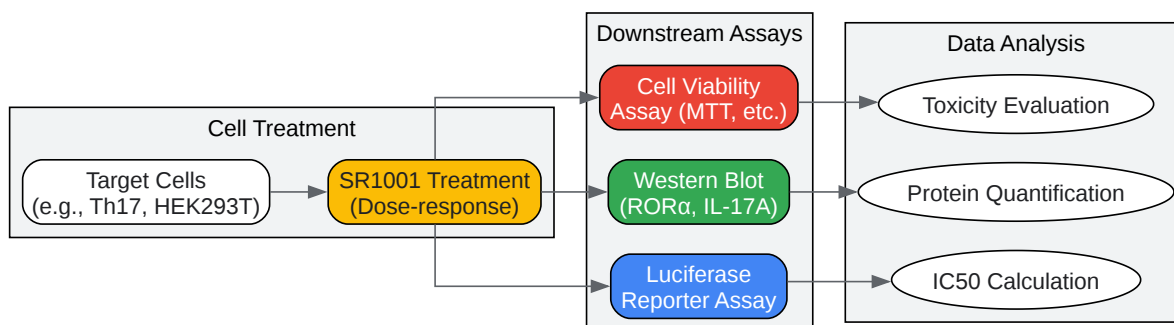 Cell Treatment
Target Cells
(e.g., Th17, HEK293T)
SR1001 Treatment
(Dose-response)
Downstream Assays
Cell Viability
Assay (MTT, etc.)
Western Blot
(RORα, IL-17A)
Luciferase
Reporter Assay
Data Analysis
Toxicity Evaluation
Protein Quantification
IC50 Calculation